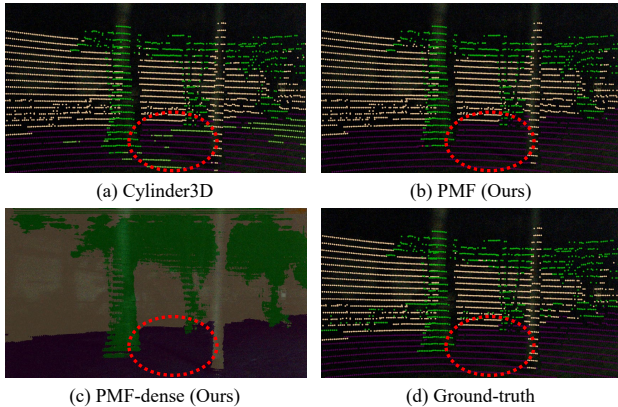 (a) Cylinder3D
(b) PMF (Ours)
(c) PMF-dense (Ours)
(d) Ground-truth